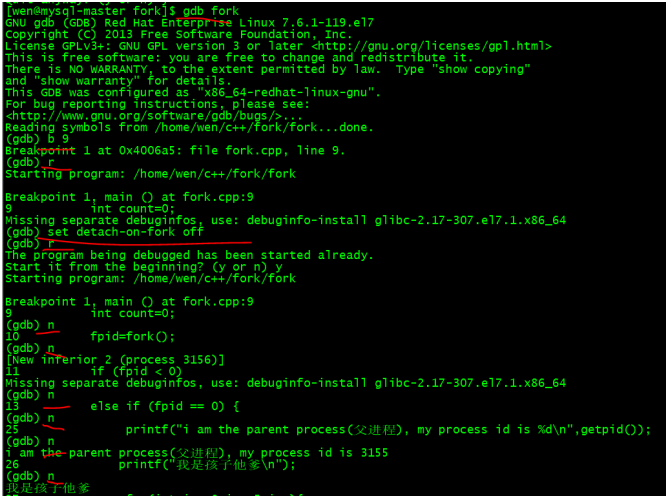 [wen@mysql-master fork]$ gdb fork
GNU gdb (GDB) Red Hat Enterprise Linux 7.6.1-119.el7
Copyright (C) 2013 Free Software Foundation, Inc.
License GPLv3+: GNU GPL version 3 or later <http://gnu.org/licenses/gpl.html>
This is free software: you are free to change and redistribute it.
There is NO WARRANTY, to the extent permitted by law.  Type "show copying"
and "show warranty" for details.
This GDB was configured as "x86_64-redhat-linux-gnu".
For bug reporting instructions, please see:
<http://www.gnu.org/software/gdb/bugs/>...
Reading symbols from /home/wen/c++/fork/fork...done.
(gdb) b 9
Breakpoint 1 at 0x4006a5: file fork.cpp, line 9.
(gdb) r
Starting program: /home/wen/c++/fork/fork
Breakpoint 1, main () at fork.cpp:9
9 int count=0;
Missing separate debuginfos, use: debuginfo-install glibc-2.17-307.el7.1.x86_64
(gdb) set detach-on-fork off
(gdb) r
The program being debugged has been started already.
Start it from the beginning? (y or n) y
Starting program: /home/wen/c++/fork/fork
Breakpoint 1, main () at fork.cpp:9
9 int count=0;
(gdb) n
10 fpid=fork();
(gdb) n
[New inferior 2 (process 3156)]
11 if (fpid < 0)
Missing separate debuginfos, use: debuginfo-install glibc-2.17-307.el7.1.x86_64
(gdb) n
13 else if (fpid == 0) {
(gdb) n
25 printf("i am the parent process(父进程), my process id is %d\n",getpid());
(gdb) n
i am the parent process(父进程), my process id is 3155
26 printf("我是孩子他爹\n");
(gdb) n
我是孩子他爹